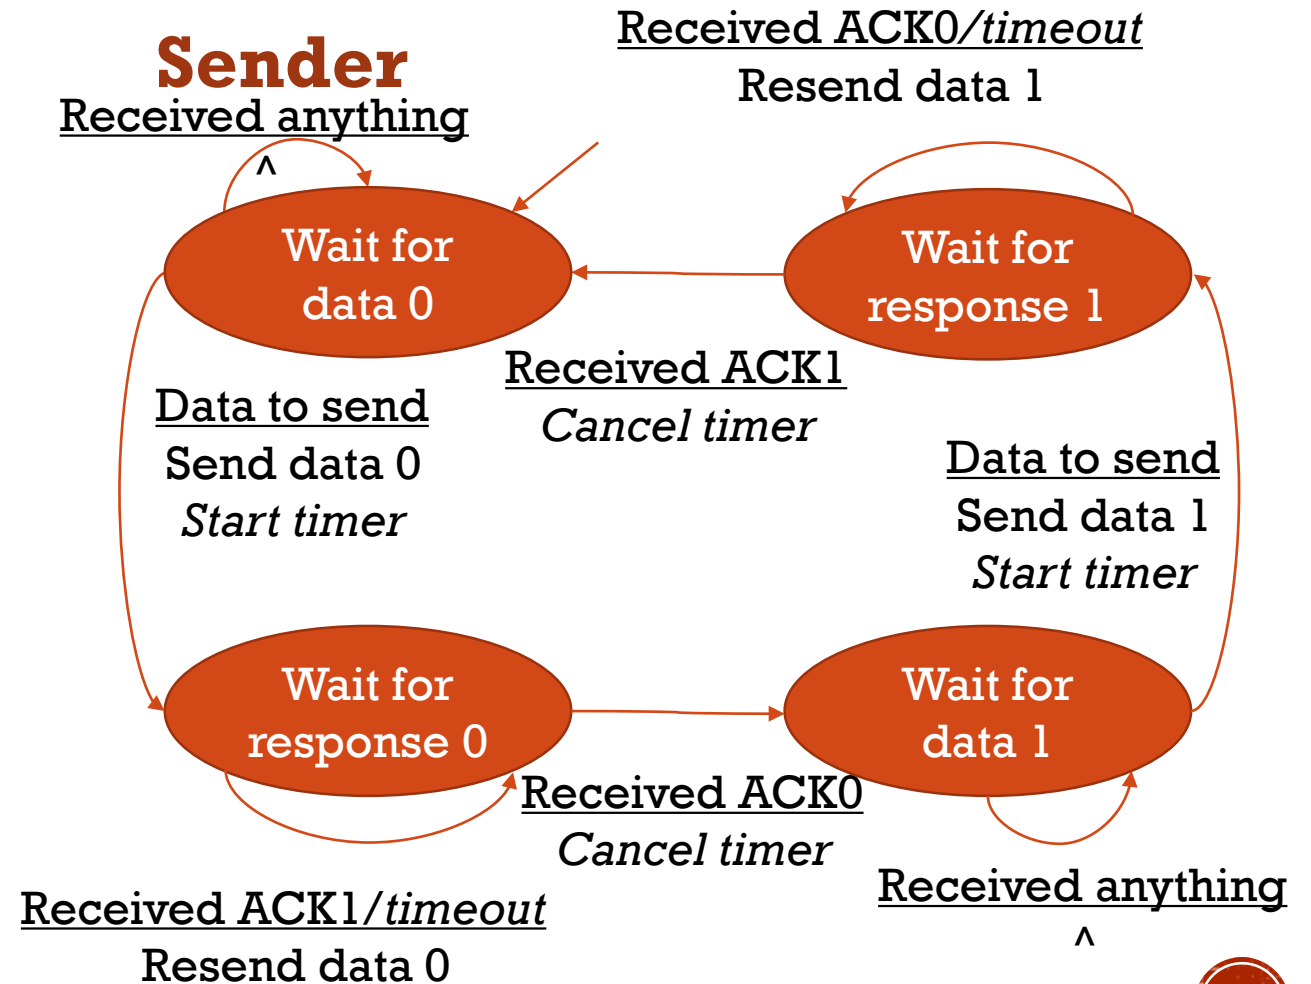 Sender
Received anything
^
Received ACK0/timeout
Resend data 1
Wait for
data 0
Wait for
response 1
Received ACK1
Cancel timer
Data to send
Send data 0
Start timer
Data to send
Send data 1
Start timer
Wait for
response 0
Wait for
data 1
Received ACK0
Cancel timer
Received ACK1/timeout
Resend data 0
Received anything
^